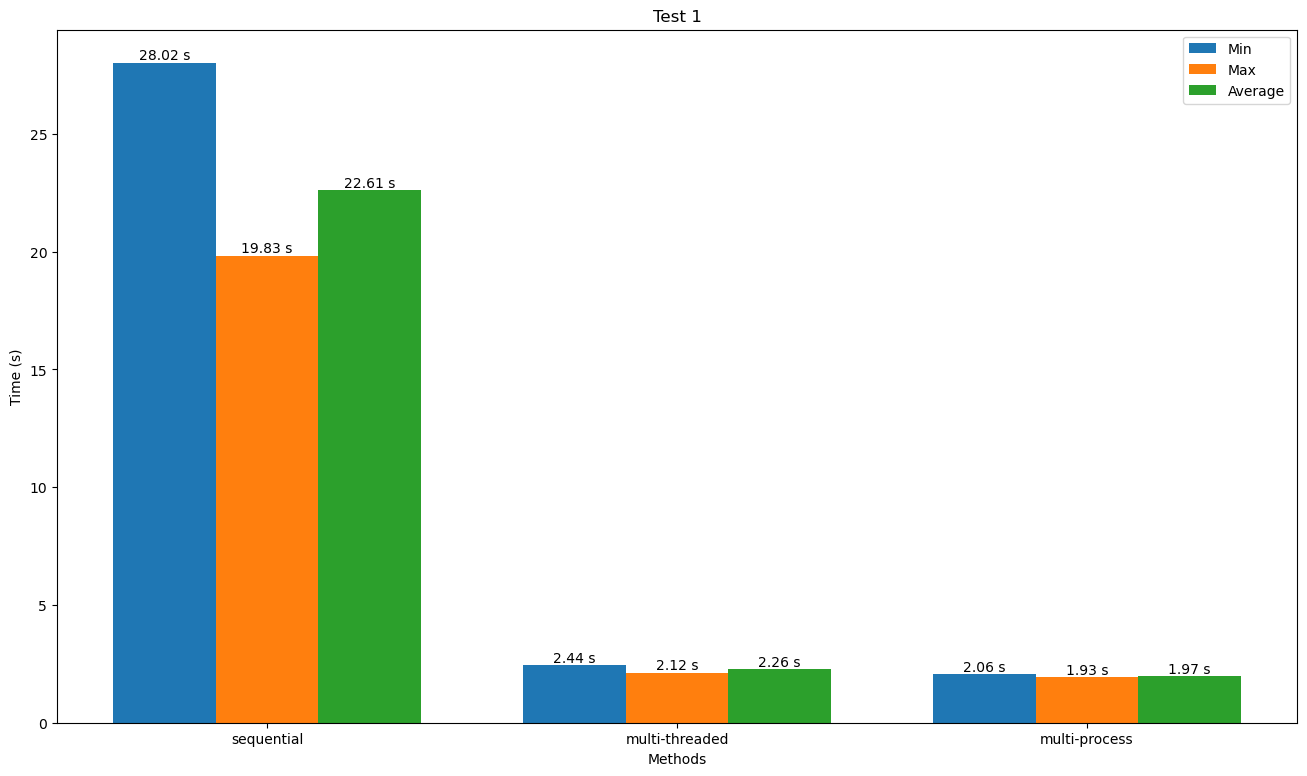 Test 1
Min
Max
Average
28.02 s
19.83 s
22.61 s
2.44 s
2.12 s
2.26 s
2.06 s
1.93 s
1.97 s
Time (s)
25
20
15
10
5
0
sequential
multi-threaded
multi-process
Methods